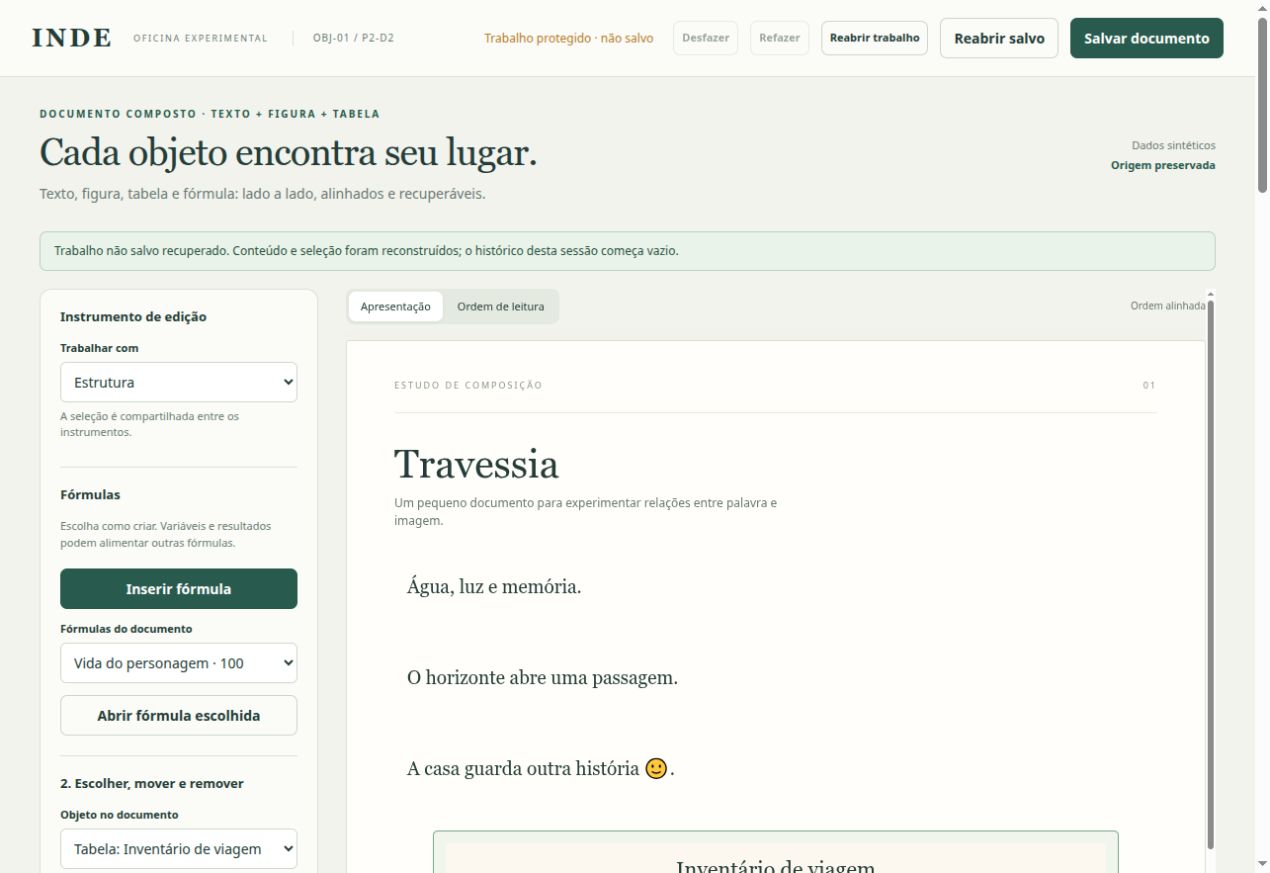 INDE
OFICINA EXPERIMENTAL
OBJ-01 / P2-D2
Trabalho protegido · não salvo
Desfazer
Refazer
Reabrir trabalho
Reabrir salvo
Salvar documento
DOCUMENTO COMPOSTO · TEXTO + FIGURA + TABELA
Cada objeto encontra seu lugar.
Texto, figura, tabela e fórmula: lado a lado, alinhados e recuperáveis.
Dados sintéticos
Origem preservada
Trabalho não salvo recuperado. Conteúdo e seleção foram reconstruídos; o histórico desta sessão começa vazio.
Instrumento de edição
Trabalhar com
Estrutura
A seleção é compartilhada entre os
instrumentos.
Fórmulas
Escolha como criar. Variáveis e resultados
podem alimentar outras fórmulas.
Inserir fórmula
Fórmulas do documento
Vida do personagem · 100
Abrir fórmula escolhida
2. Escolher, mover e remover
Objeto no documento
Tabela: Inventário de viagem
Apresentação
Ordem de leitura
Ordem alinhada
ESTUDO DE COMPOSIÇÃO
01
Travessia
Um pequeno documento para experimentar relações entre palavra e
imagem.
Água, luz e memória.
O horizonte abre uma passagem.
A casa guarda outra história 🙂.
Inventário de viagem